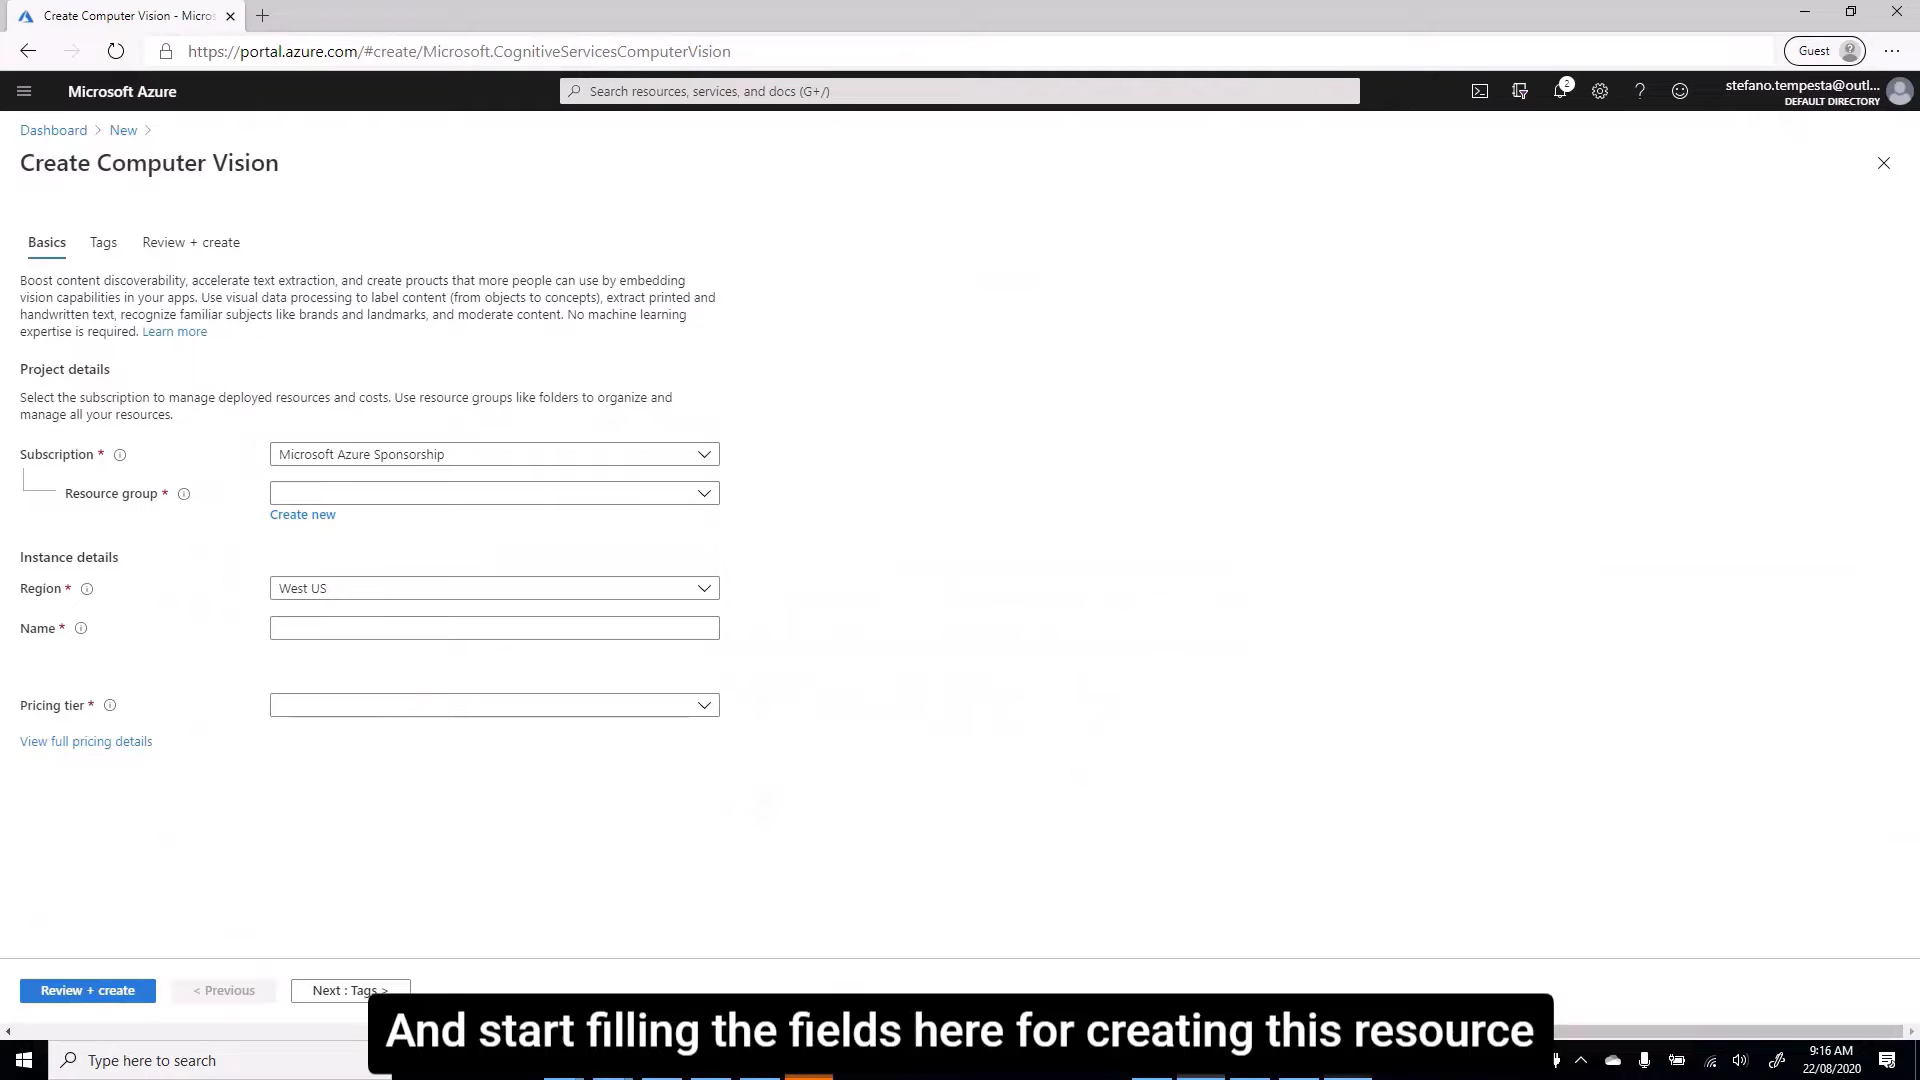 Create Computer Vision - Micros
https://portal.azure.com/#create/Microsoft.CognitiveServicesComputerVision
Guest
Microsoft Azure
Search resources, services, and docs (G+/)
2
stefano.tempesta@outl...
DEFAULT DIRECTORY
Dashboard > New >
Create Computer Vision
Basics Tags Review + create
Boost content discoverability, accelerate text extraction, and create proucts that more people can use by embedding
vision capabilities in your apps. Use visual data processing to label content (from objects to concepts), extract printed and
handwritten text, recognize familiar subjects like brands and landmarks, and moderate content. No machine learning
expertise is required. Learn more
Project details
Select the subscription to manage deployed resources and costs. Use resource groups like folders to organize and
manage all your resources.
Subscription *
Microsoft Azure Sponsorship
Resource group *
Create new
Instance details
Region *
West US
Name *
Pricing tier *
View full pricing details
Review + create
< Previous
Next : Tags >
And start filling the fields here for creating this resource
Type here to search
9:16 AM
22/08/2020